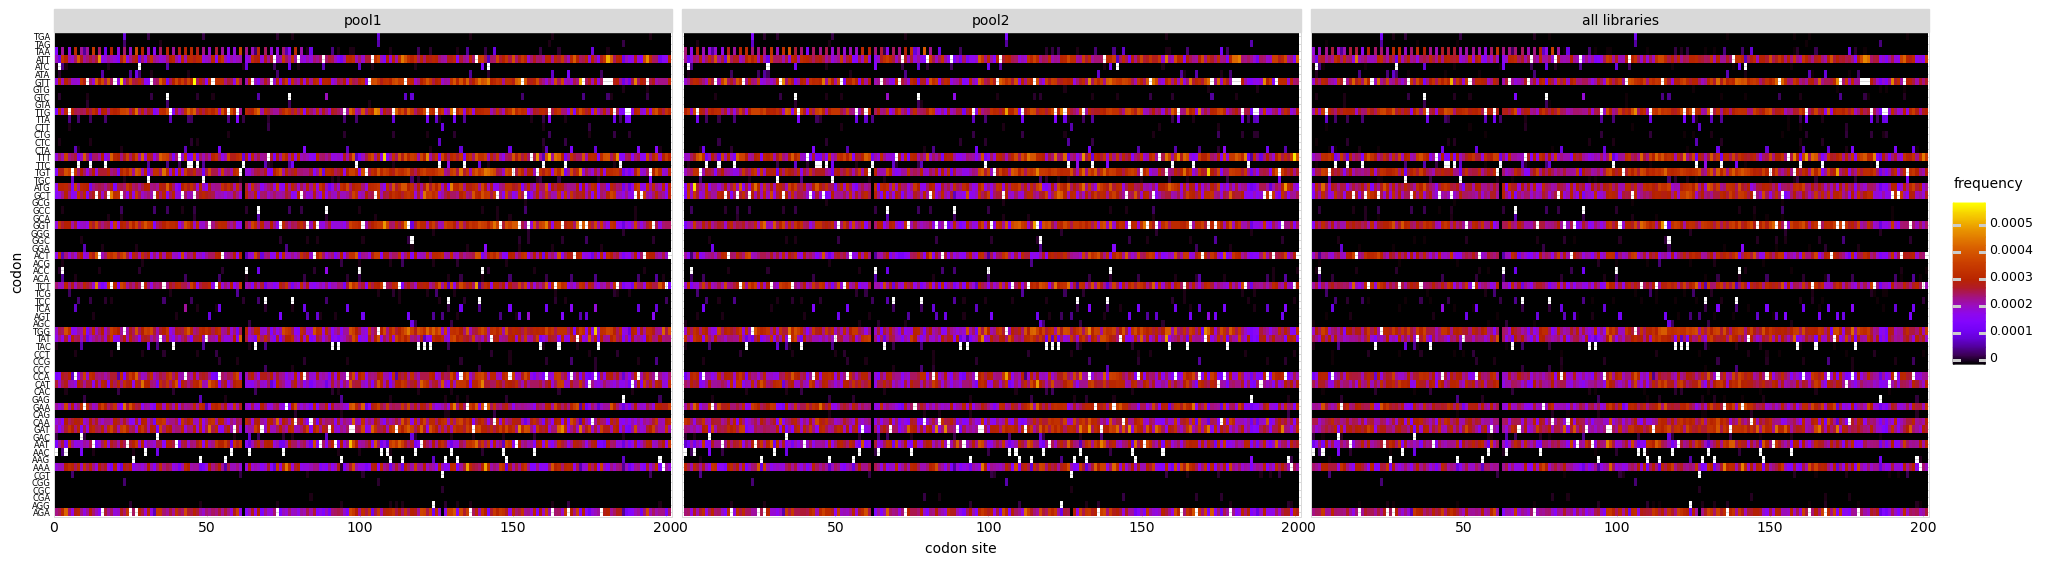 pool1 pool2 all libraries
TGA
TAG
TAA
ATT
ATC
ATA
GTT
GTG
GTC
GTA
TTG
TTA
CTT
CTG
CTC
CTA
TTT
TTC
TGT
TGC
ATG
GCT
GCG
GCC
GCA
GGT
GGG
GGC
GGA
ACT
ACG
ACC
ACA
TCT
TCG
TCC
TCA
AGT
AGC
TGG
TAT
TAC
CCT
CCG
CCC
CCA
CAT
CAC
GAG
GAA
CAG
CAA
GAT
GAC
AAT
AAC
AAG
AAA
CGT
CGG
CGC
CGA
AGG
AGA
codon
0 50 100 150 200 50 100 150 200 50 100 150 200
codon site
frequency
0.0005
0.0004
0.0003
0.0002
0.0001
0